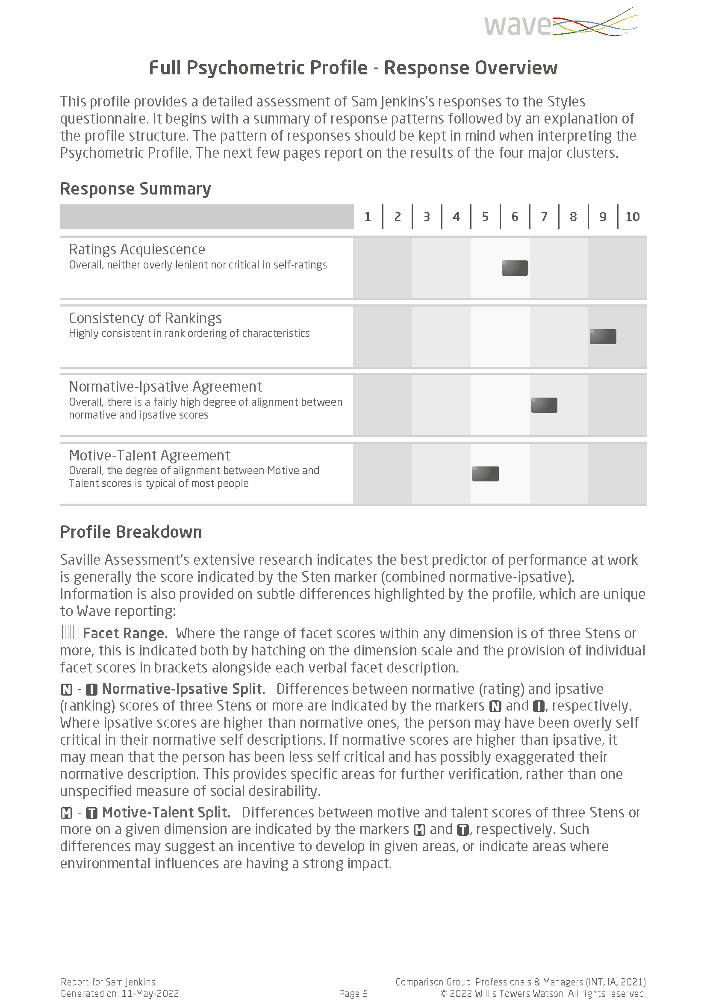 wave
Full Psychometric Profile - Response Overview
This profile provides a detailed assessment of Sam Jenkins's responses to the Styles
questionnaire. It begins with a summary of response patterns followed by an explanation of
the profile structure. The pattern of responses should be kept in mind when interpreting the
Psychometric Profile. The next few pages report on the results of the four major clusters.
Response Summary
1 2 3 4 5 6 7 8 9 10
Ratings Acquiescence
Overall, neither overly lenient nor critical in self-ratings
Consistency of Rankings
Highly consistent in rank ordering of characteristics
Normative-Ipsative Agreement
Overall, there is a fairly high degree of alignment between
normative and ipsative scores
Motive-Talent Agreement
Overall, the degree of alignment between Motive and
Talent scores is typical of most people
Profile Breakdown
Saville Assessment's extensive research indicates the best predictor of performance at work
is generally the score indicated by the Sten marker (combined normative-ipsative).
Information is also provided on subtle differences highlighted by the profile, which are unique
to Wave reporting:
Facet Range. Where the range of facet scores within any dimension is of three Stens or
more, this is indicated both by hatching on the dimension scale and the provision of individual
facet scores in brackets alongside each verbal facet description.
N - I Normative-Ipsative Split. Differences between normative (rating) and ipsative
(ranking) scores of three Stens or more are indicated by the markers N and I, respectively.
Where ipsative scores are higher than normative ones, the person may have been overly self
critical in their normative self descriptions. If normative scores are higher than ipsative, it
may mean that the person has been less self critical and has possibly exaggerated their
normative description. This provides specific areas for further verification, rather than one
unspecified measure of social desirability.
M - T Motive-Talent Split. Differences between motive and talent scores of three Stens or
more on a given dimension are indicated by the markers M and T, respectively. Such
differences may suggest an incentive to develop in given areas, or indicate areas where
environmental influences are having a strong impact.
Report for Sam Jenkins Comparison Group: Professionals & Managers (INT, IA, 2021)
Generated on: 11-May-2022 Page 5 © 2022 Willis Towers Watson. All rights reserved.